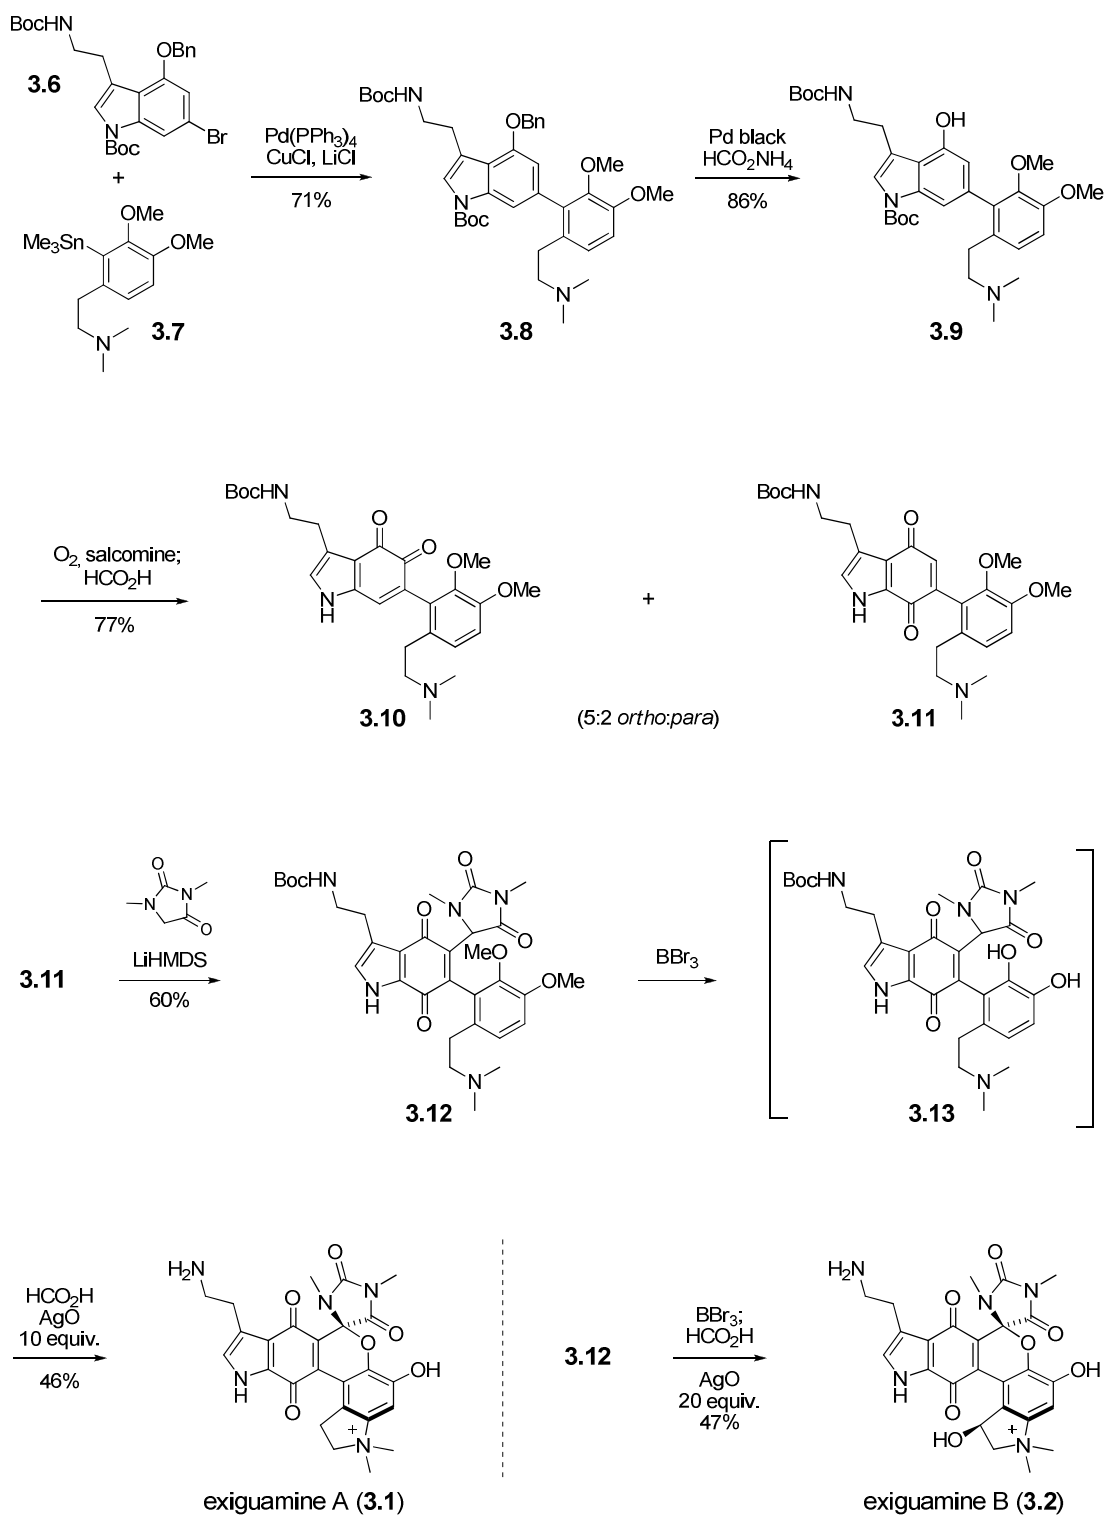 BocHN
OBn
3.6
N
Boc
Br
+
OMe
Me3Sn
OMe
N
3.7
Pd(PPh3)4
CuCl, LiCl
71%
BocHN
OBn
OMe
OMe
N
Boc
N
3.8
Pd black
HCO2NH4
86%
BocHN
OH
OMe
OMe
N
Boc
N
3.9
O2, salcomine;
HCO2H
77%
BocHN
O
O
OMe
OMe
N
H
N
3.10
+
(5:2 ortho:para)
BocHN
O
OMe
OMe
N
H
O
N
3.11
3.11
O
N
N
O
LiHMDS
60%
BocHN
O
O
N
N
O
MeO
OMe
N
H
O
N
3.12
BBr3
BocHN
O
O
N
N
O
HO
OH
N
H
O
N
3.13
HCO2H
AgO
10 equiv.
46%
H2N
O
O
N
N
O
O
OH
N
H
O
+
N
exiguamine A (3.1)
3.12
BBr3;
HCO2H
AgO
20 equiv.
47%
H2N
O
O
N
N
O
O
OH
N
H
O
HO
+
N
exiguamine B (3.2)